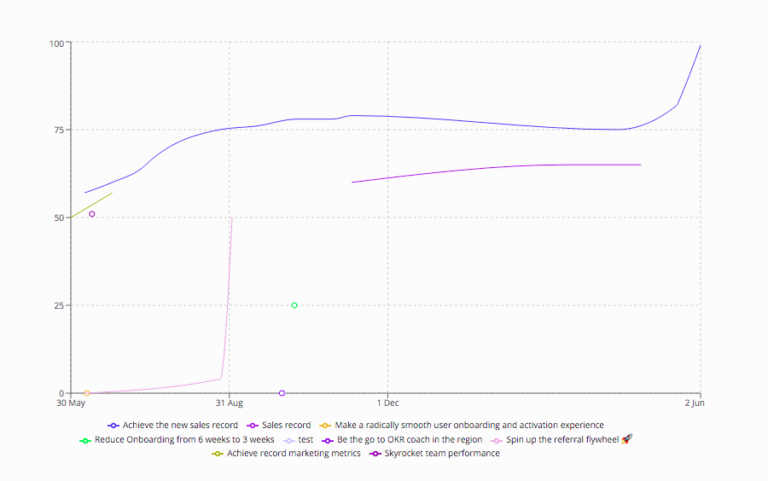 100
75
50
25
0
30 May 31 Aug 1 Dec 2 Jun
Achieve the new sales record Sales record Make a radically smooth user onboarding and activation experience
Reduce Onboarding from 6 weeks to 3 weeks test Be the go to OKR coach in the region Spin up the referral flywheel 🚀
Achieve record marketing metrics Skyrocket team performance